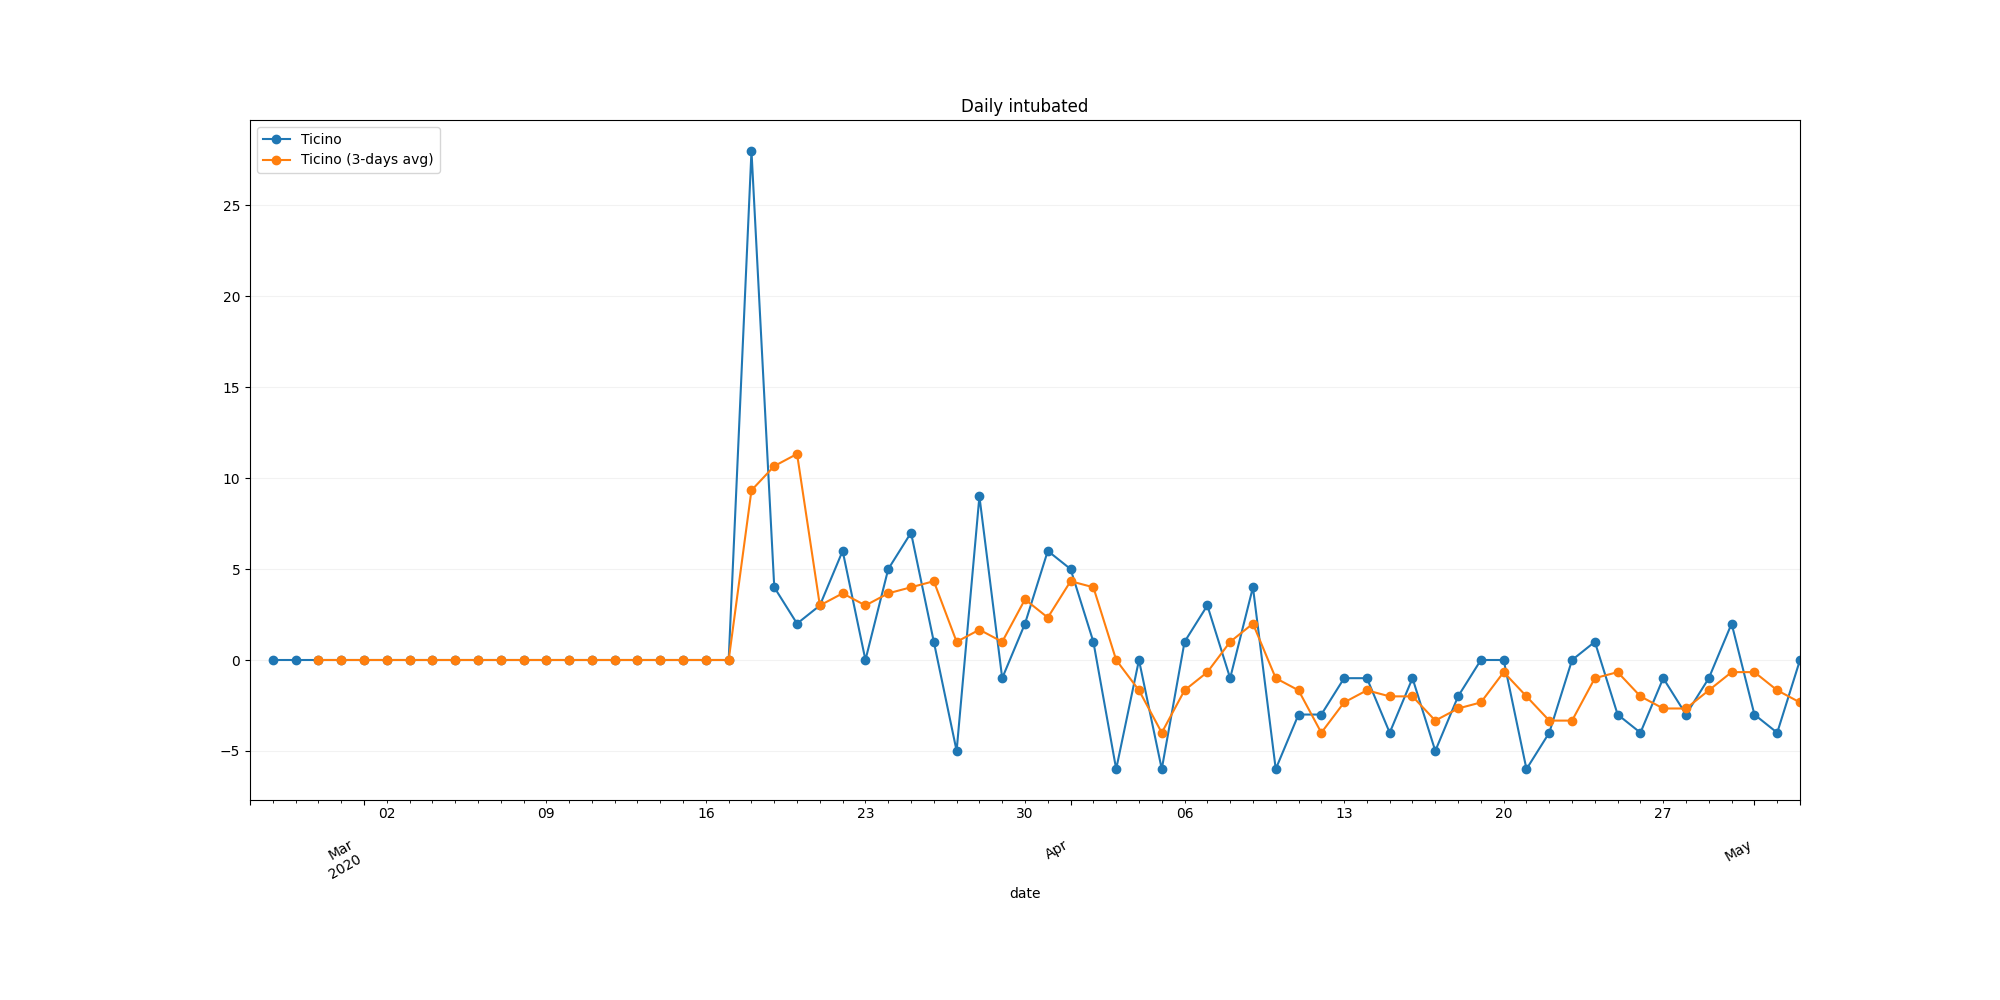 Daily intubated
Ticino
Ticino (3-days avg)
25
20
15
10
5
0
−5
02 09 16 23 30 06 13 20 27
Mar Apr May
2020
date